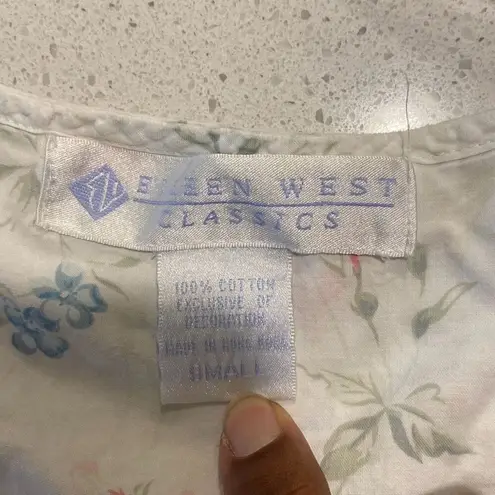 EILEEN WEST
CLASSICS
100% COTTON
EXCLUSIVE OF
DECORATION
MADE IN HONG KONG
SMALL